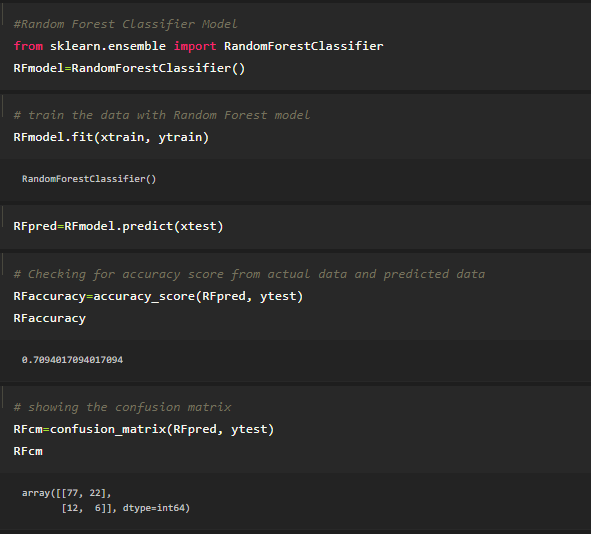 #Random Forest Classifier Model
from sklearn.ensemble import RandomForestClassifier
RFmodel=RandomForestClassifier()
# train the data with Random Forest model
RFmodel.fit(xtrain, ytrain)
RandomForestClassifier()
RFpred=RFmodel.predict(xtest)
# Checking for accuracy score from actual data and predicted data
RFaccuracy=accuracy_score(RFpred, ytest)
RFaccuracy
0.7094017094017094
# showing the confusion matrix
RFcm=confusion_matrix(RFpred, ytest)
RFcm
array([[77, 22],
       [12,  6]], dtype=int64)